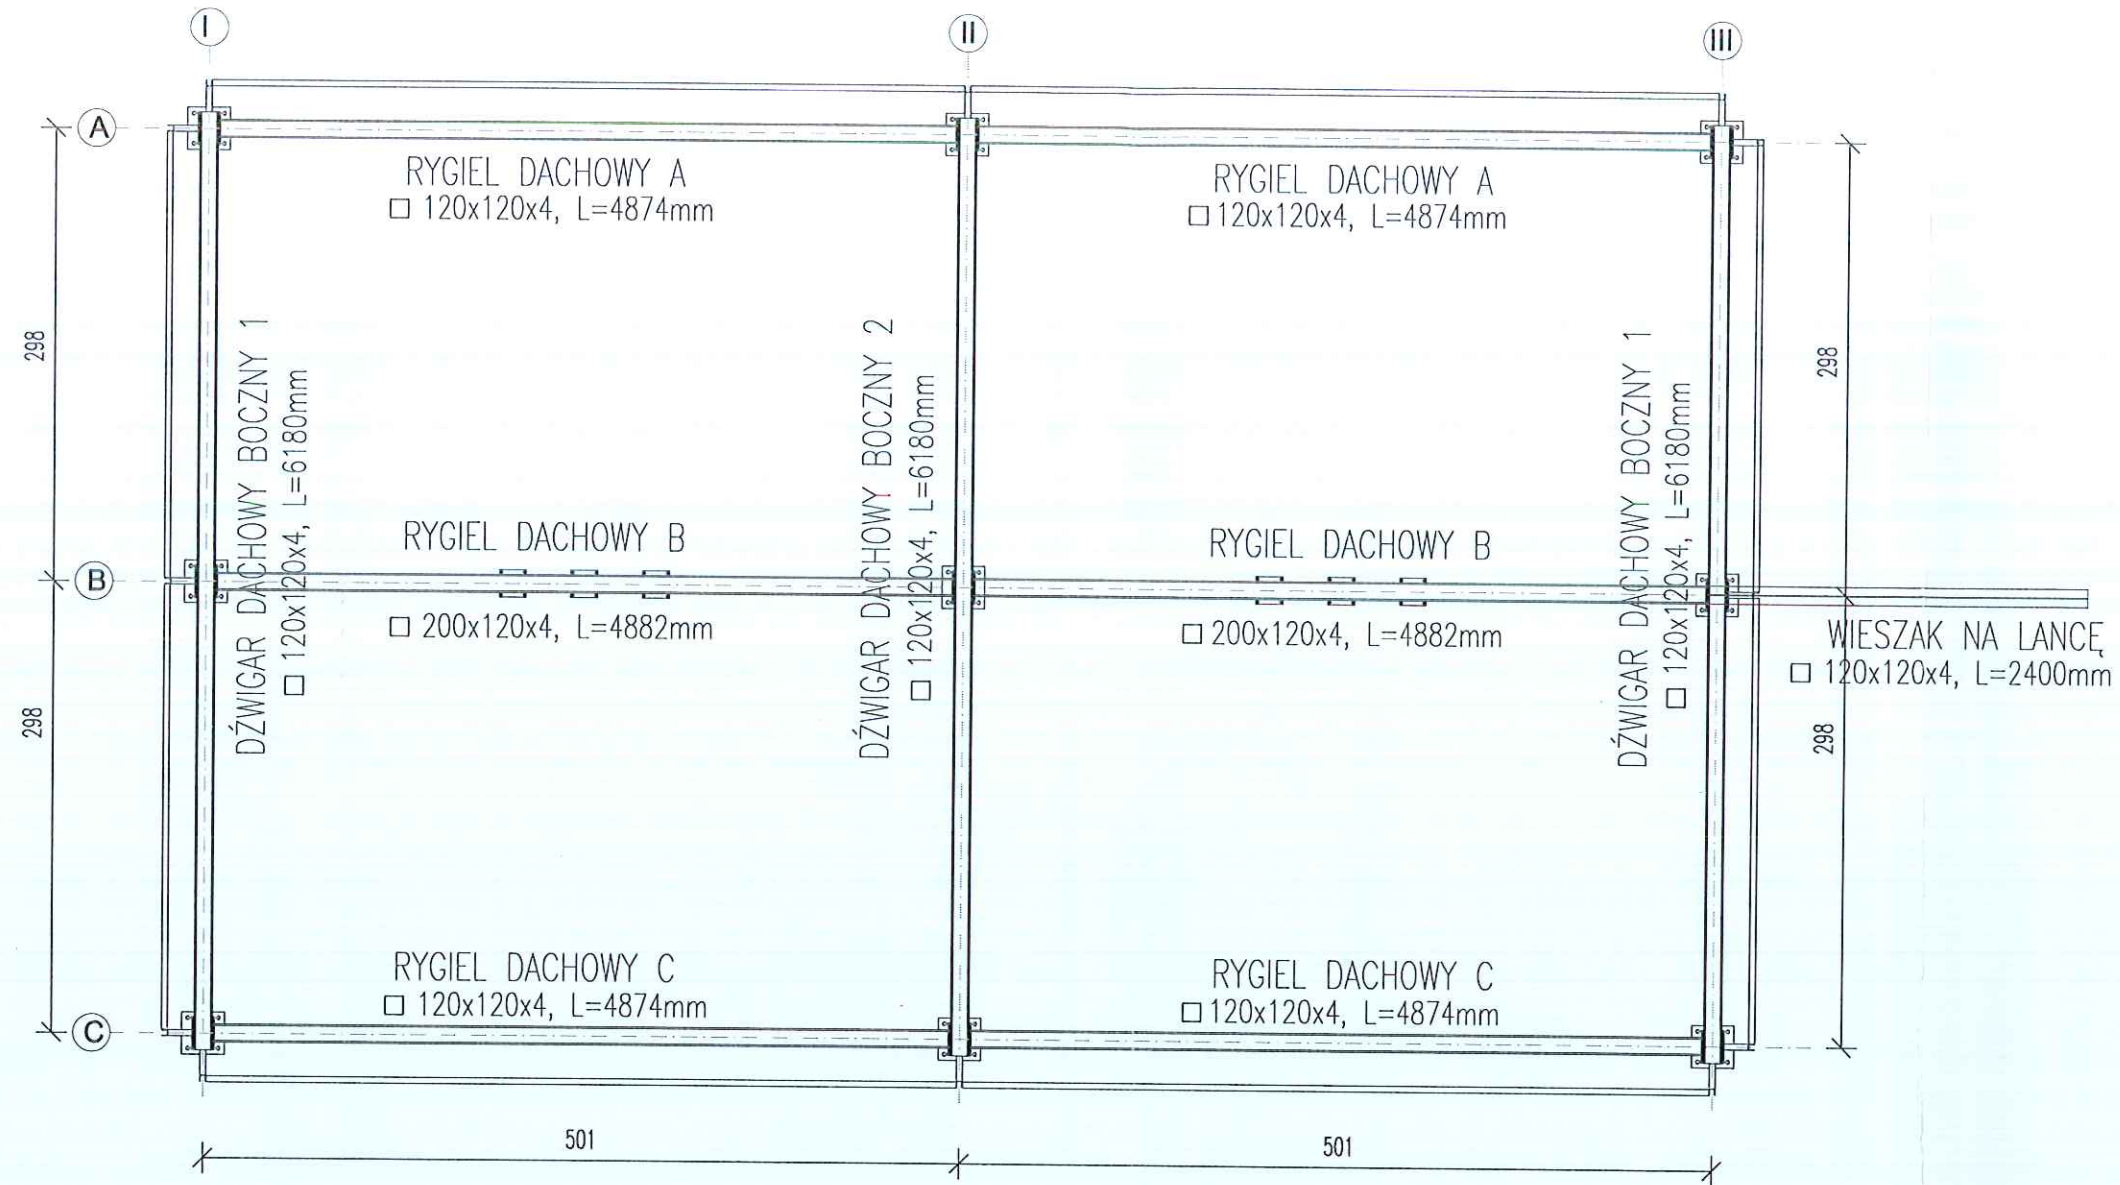 I
II
III
A
RYGIEL DACHOWY A
□ 120x120x4, L=4874mm
RYGIEL DACHOWY A
□ 120x120x4, L=4874mm
298
DŹWIGAR DACHOWY BOCZNY 1
□ 120x120x4, L=6180mm
DŹWIGAR DACHOWY BOCZNY 2
□ 120x120x4, L=6180mm
DŹWIGAR DACHOWY BOCZNY 1
□ 120x120x4, L=6180mm
298
B
RYGIEL DACHOWY B
□ 200x120x4, L=4882mm
RYGIEL DACHOWY B
□ 200x120x4, L=4882mm
WIESZAK NA LANCĘ
□ 120x120x4, L=2400mm
298
298
RYGIEL DACHOWY C
□ 120x120x4, L=4874mm
RYGIEL DACHOWY C
□ 120x120x4, L=4874mm
C
501
501